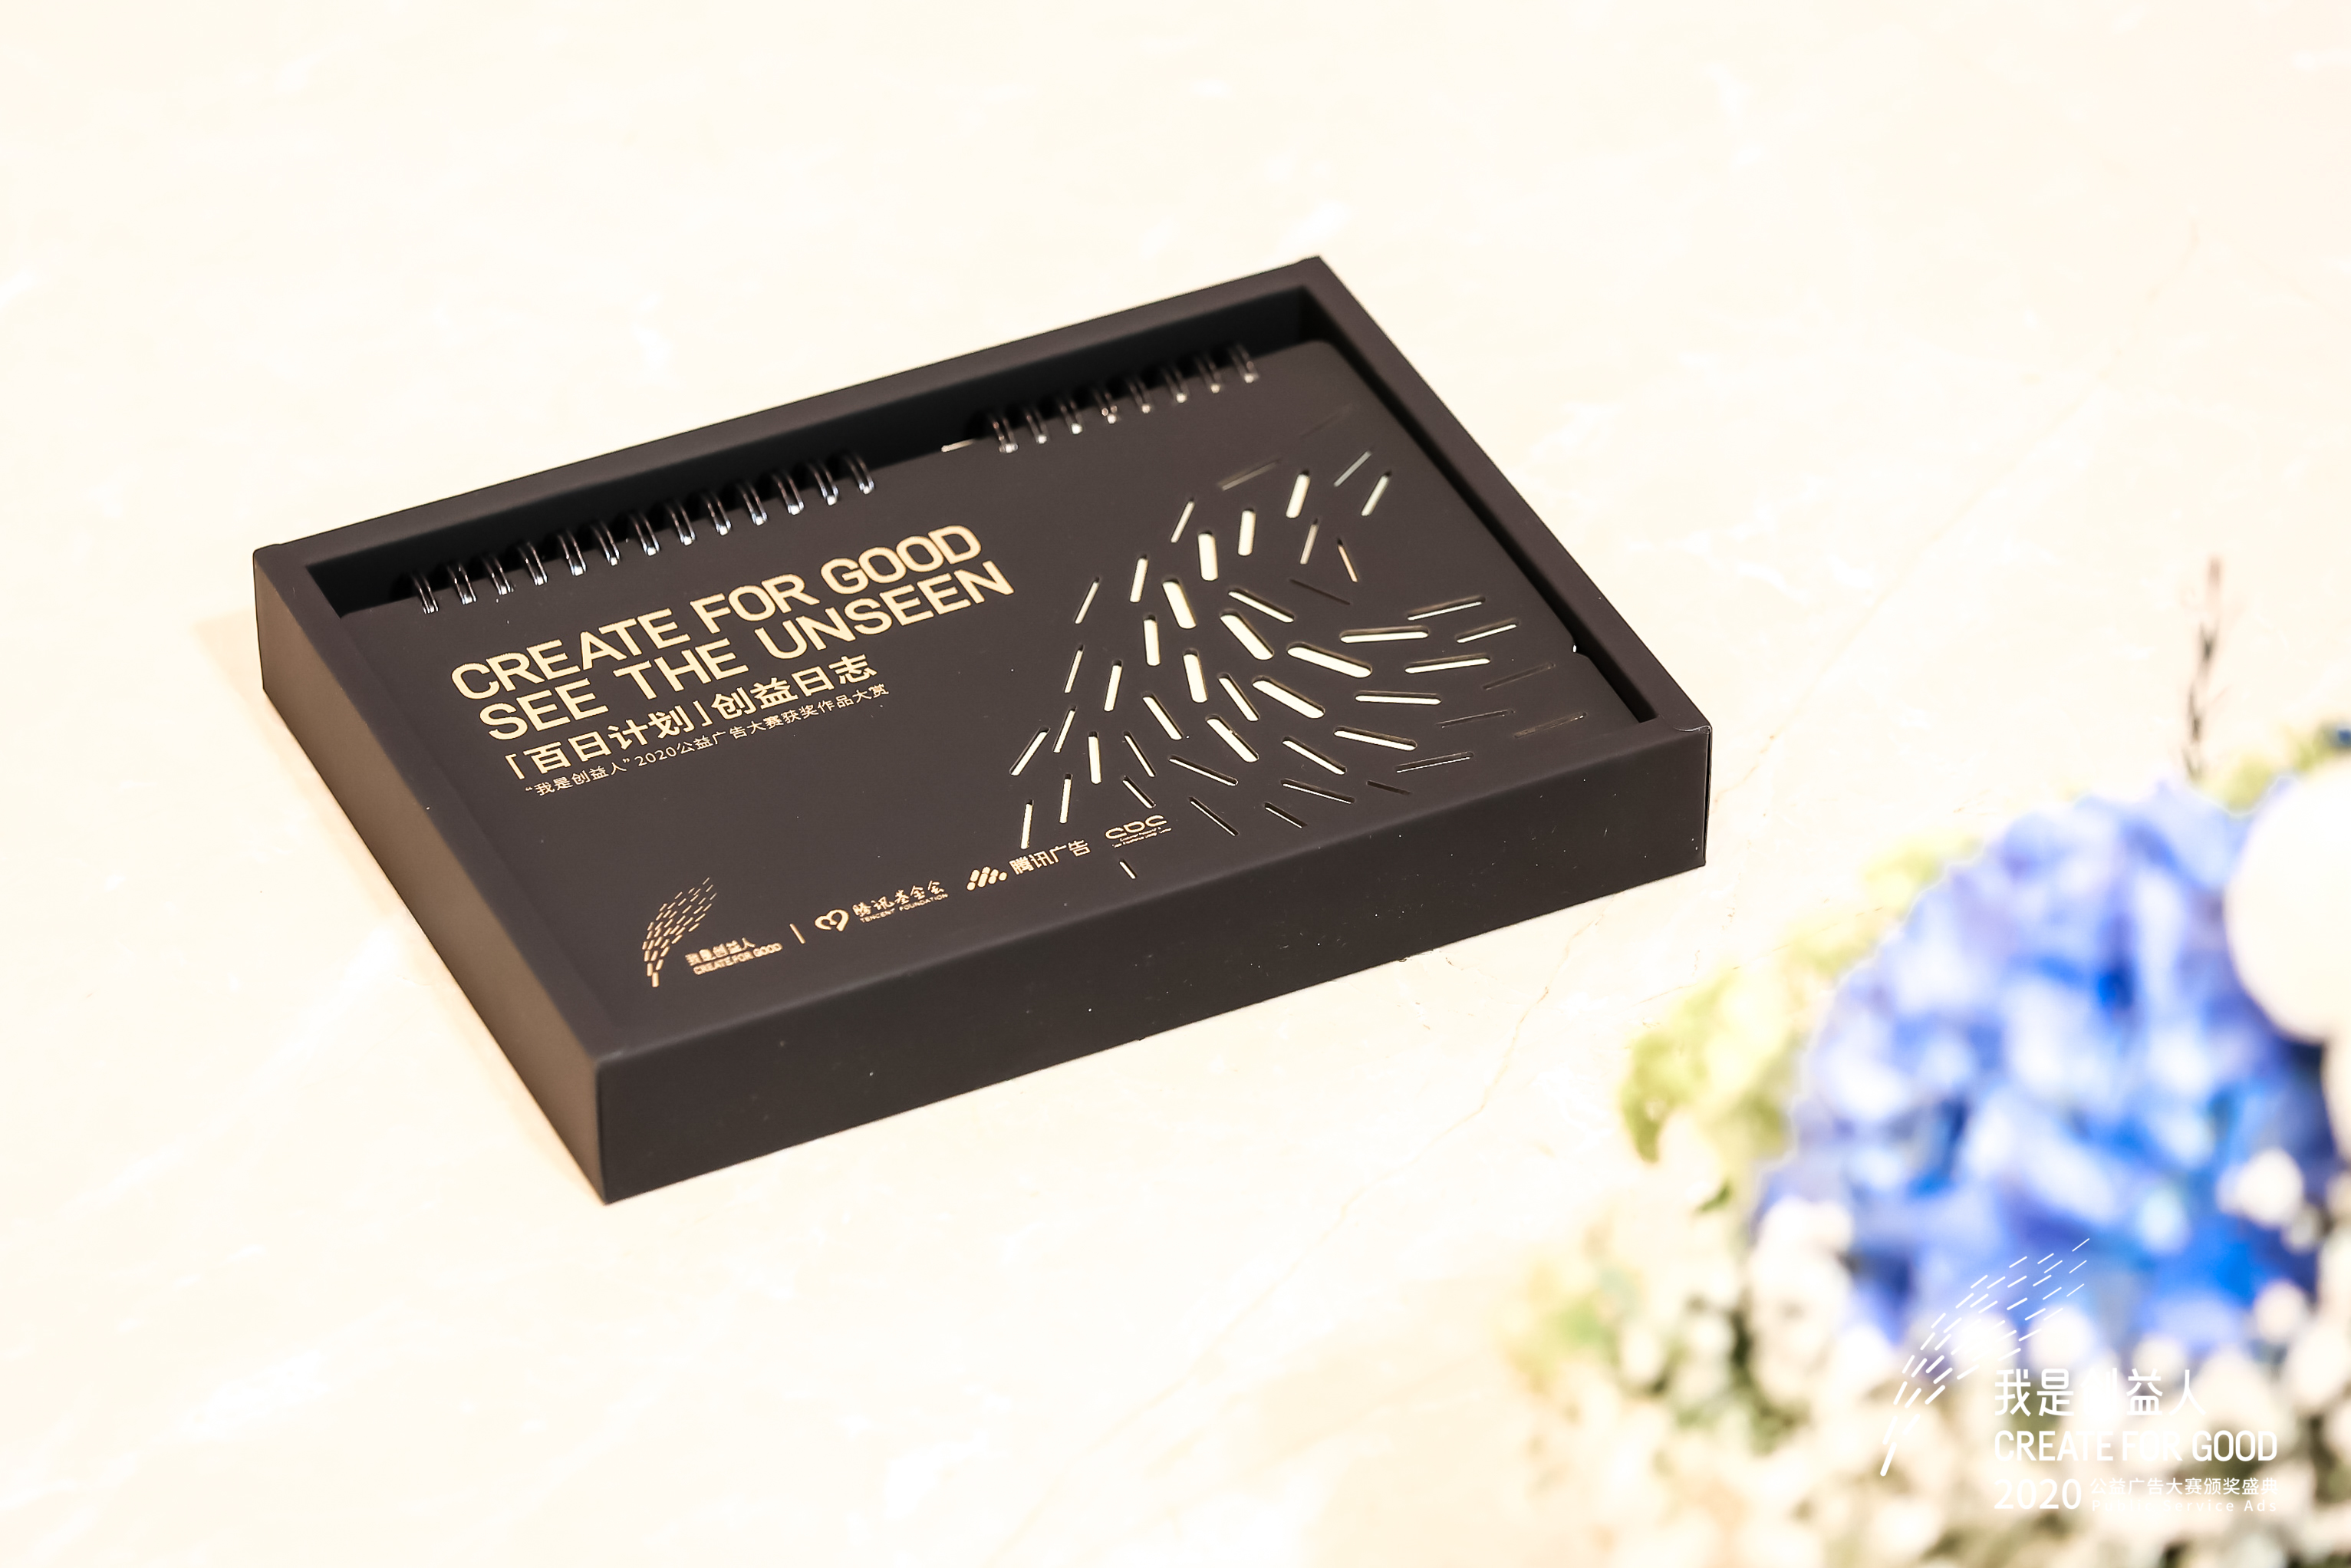 CREATE FOR GOOD
SEE THE UNSEEN
「百日计划」创益日志
“我是创益人”2020公益广告大赛获奖作品大赏
我是创益人
CREATE FOR GOOD
腾讯基金会
TENCENT FOUNDATION
腾讯广告
CDC
我是创益人
CREATE FOR GOOD
2020 公益广告大赛颁奖盛典
Public Service Ads